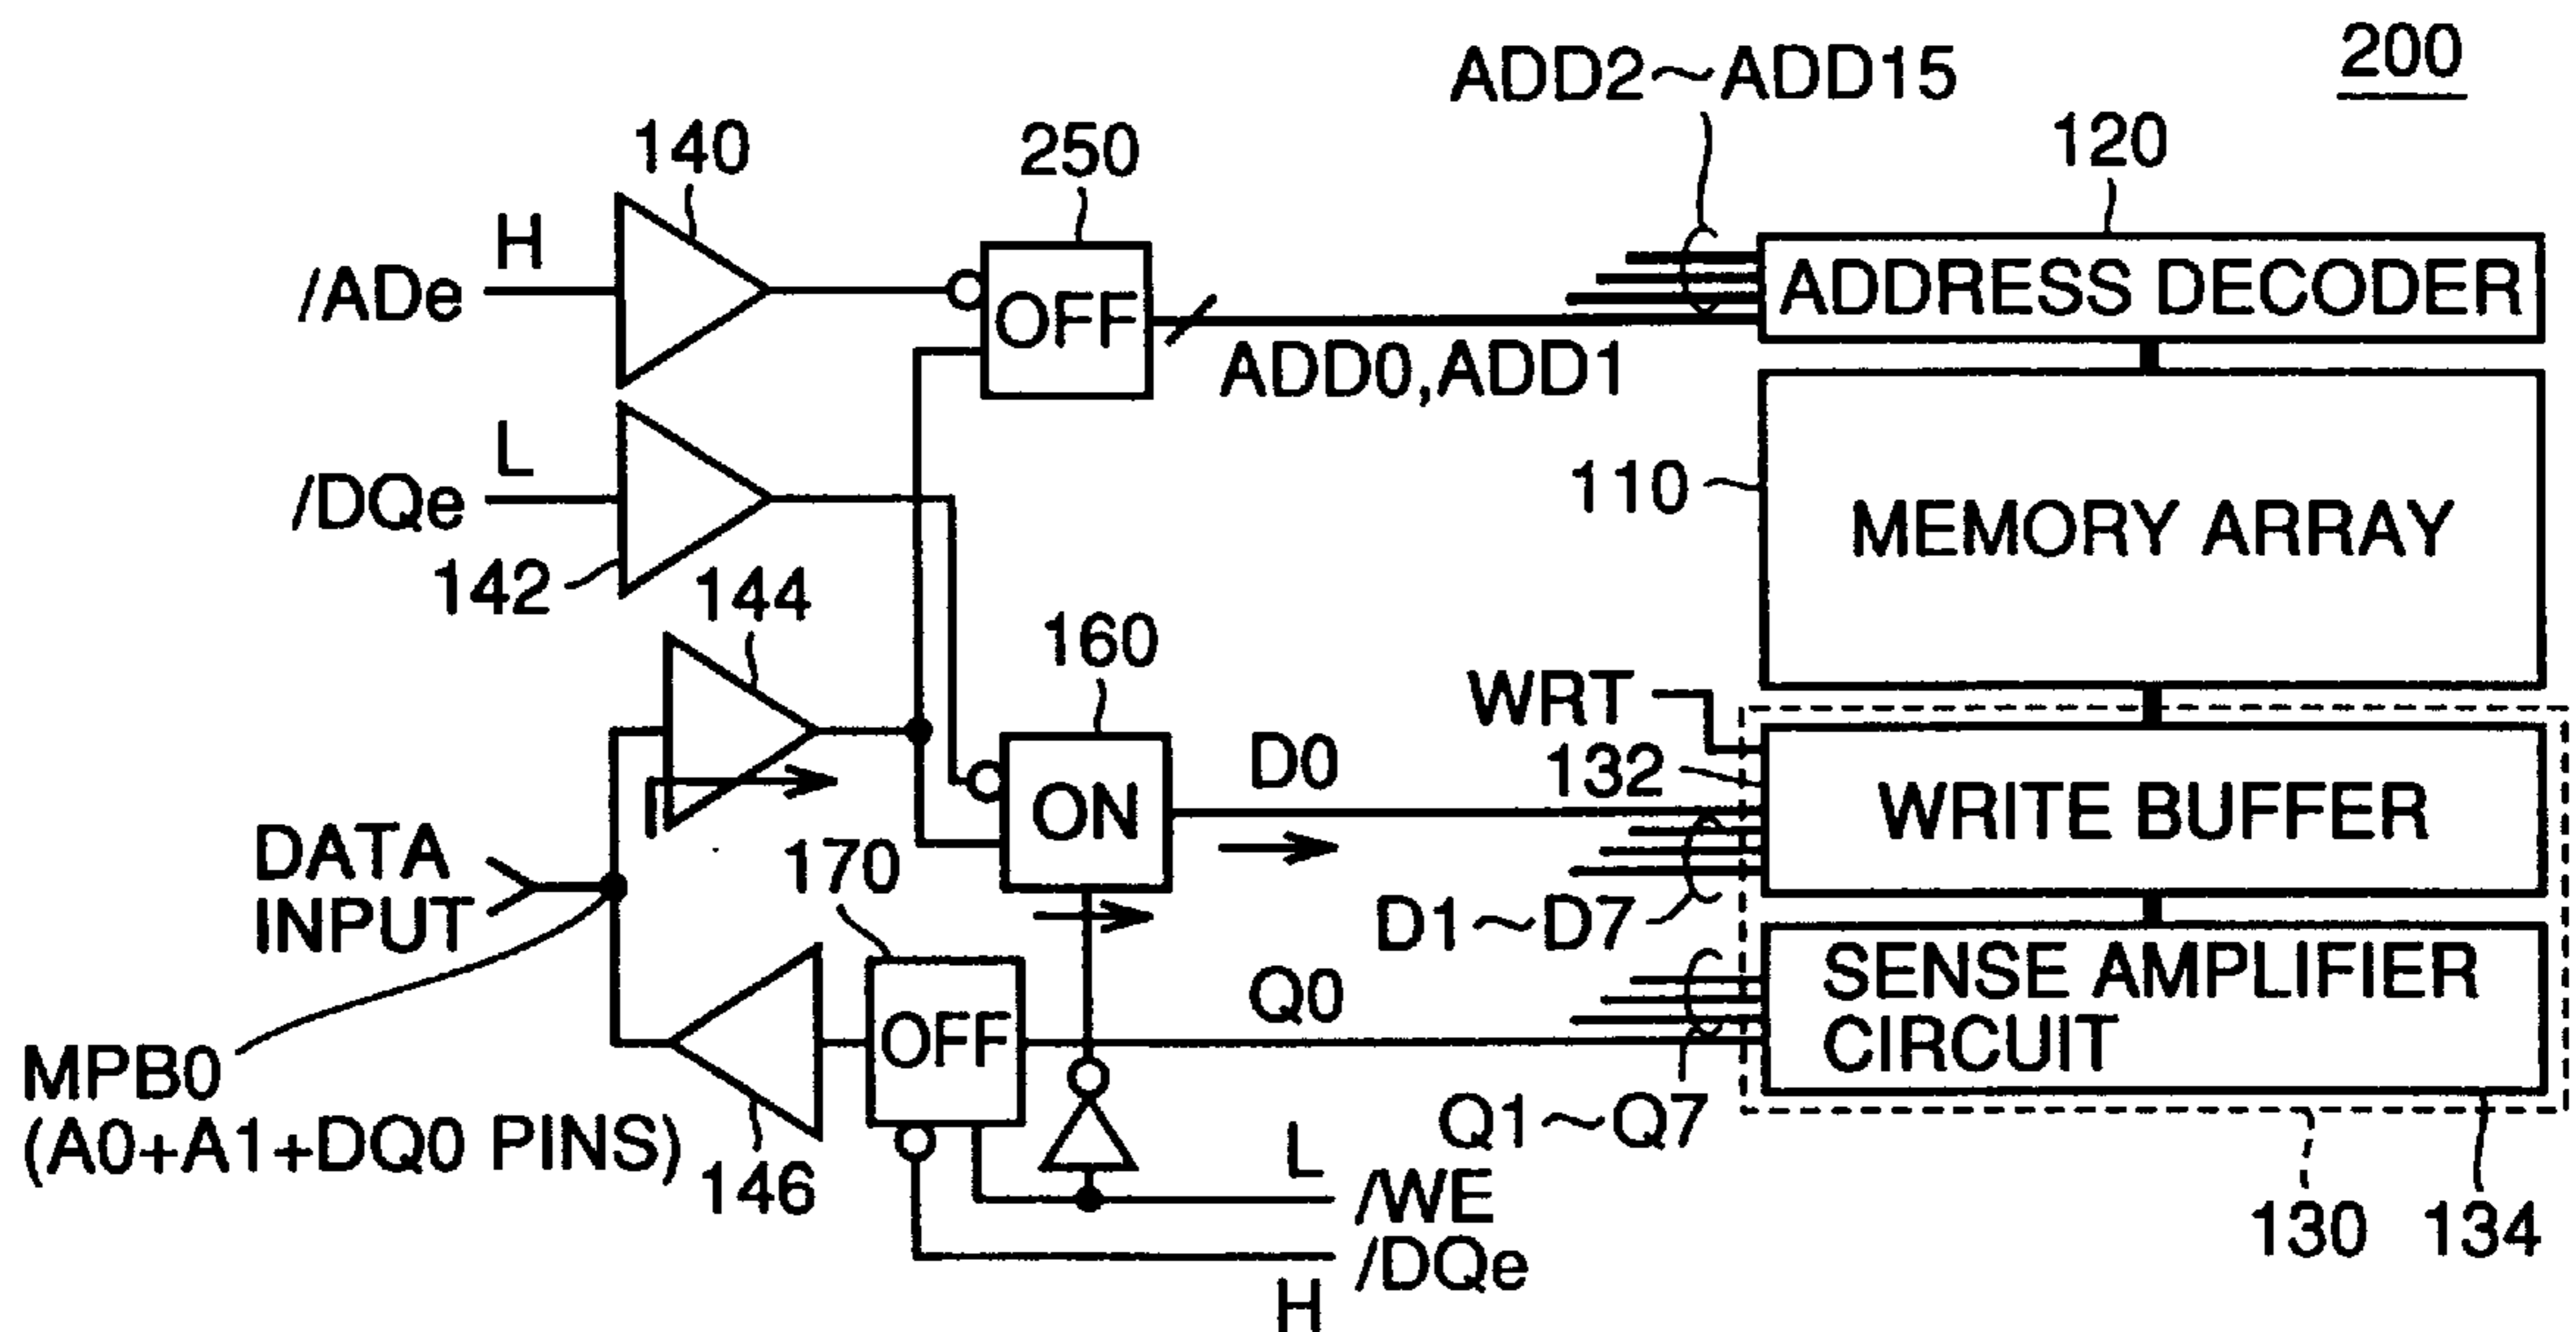 200
ADD2~ADD15
140
250
120
H
/ADe
OFF
ADDRESS DECODER
ADD0,ADD1
L
/DQe
142
110
MEMORY ARRAY
144
160
WRT
132
D0
ON
WRITE BUFFER
DATA
INPUT
170
D1~D7
Q0
OFF
SENSE AMPLIFIER
CIRCUIT
MPB0
(A0+A1+DQ0 PINS)
146
Q1~Q7
L
/WE
/DQe
H
130
134